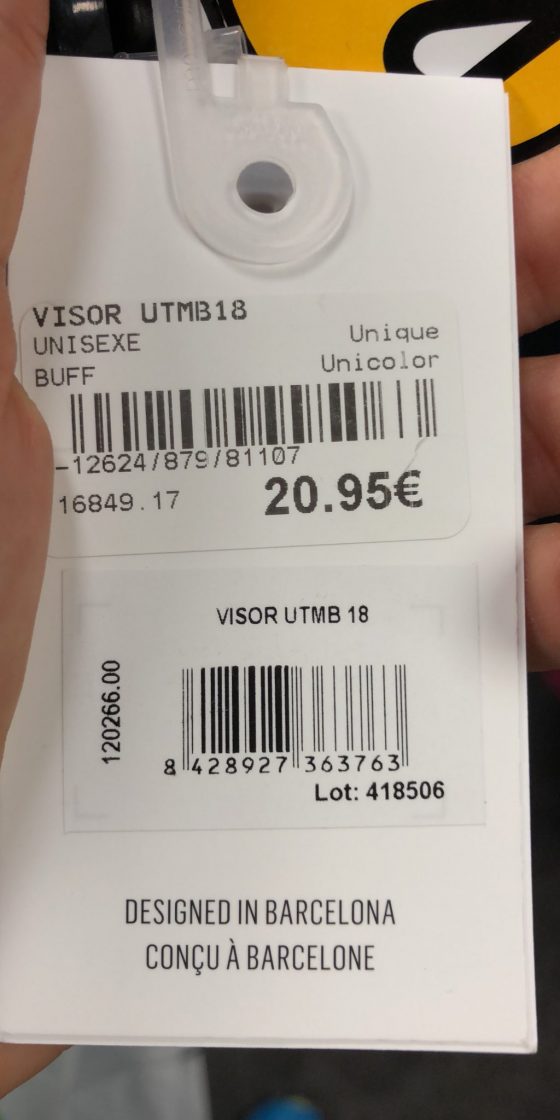 VISOR UTMB18
UNISEXE Unique
BUFF Unicolor
-12624/879/81107
16849.17 20.95€
VISOR UTMB 18
120266.00
8 428927 363763
Lot: 418506
DESIGNED IN BARCELONA
CONÇU À BARCELONE